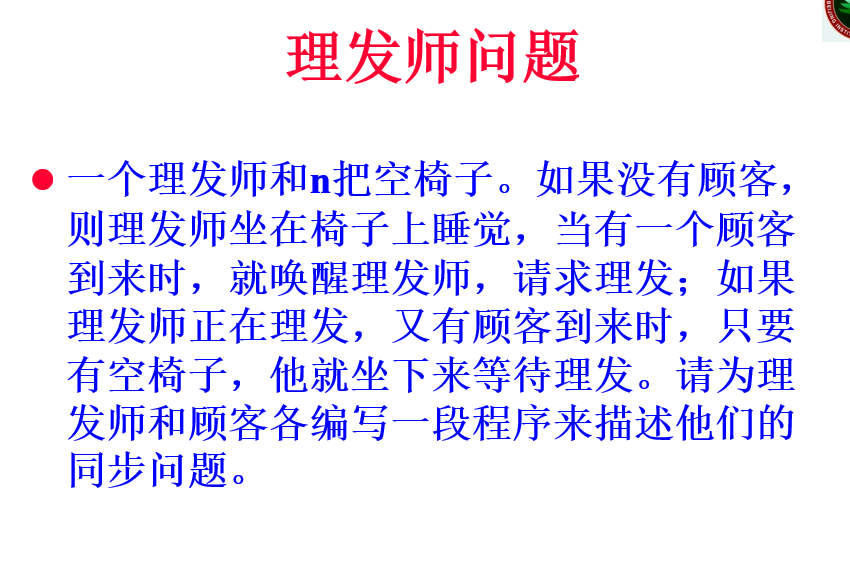 理发师问题
一个理发师和n把空椅子。如果没有顾客，
则理发师坐在椅子上睡觉，当有一个顾客
到来时，就唤醒理发师，请求理发；如果
理发师正在理发，又有顾客到来时，只要
有空椅子，他就坐下来等待理发。请为理
发师和顾客各编写一段程序来描述他们的
同步问题。